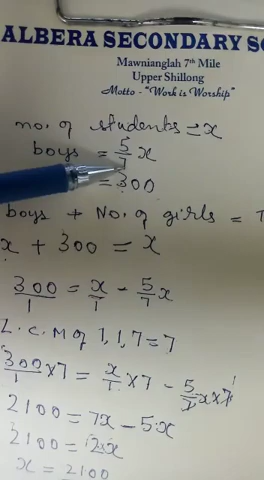 ALBERA SECONDARY SC
Mawnianglah 7th Mile
Upper Shillong
Motto - "Work is Worship"
no. of students = x
boys = 5/7 x
= 300
boys + No. of girls = T
x + 300 = x
300/1 = x/1 - 5/7 x
L.C.M of 1, 1, 7 = 7
300/1 × 7 = x/1 × 7 - 5/7 x × 7
2100 = 7x - 5x
2100 = 2x
x = 2100